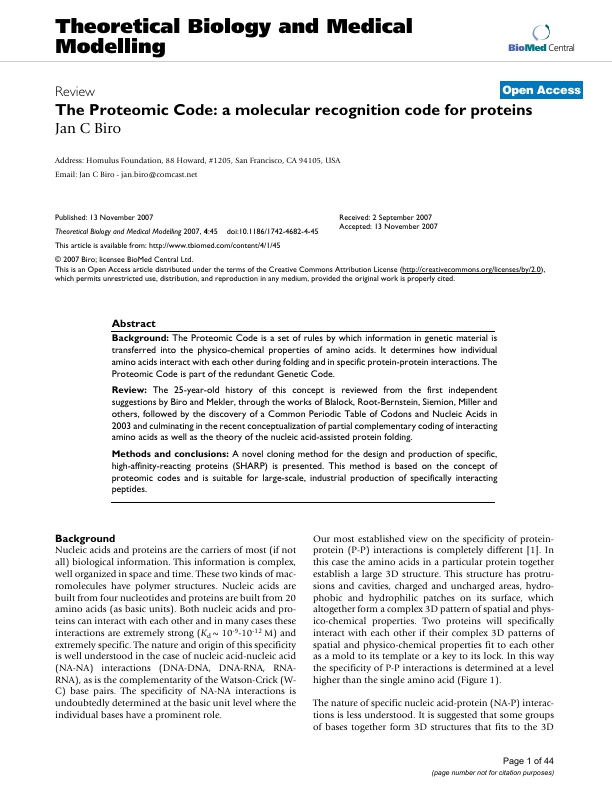 Theoretical Biology and Medical
Modelling
BioMed Central
Review
Open Access
The Proteomic Code: a molecular recognition code for proteins
Jan C Biro
Address: Homulus Foundation, 88 Howard, #1205, San Francisco, CA 94105, USA
Email: Jan C Biro - jan.biro@comcast.net
Published: 13 November 2007
Theoretical Biology and Medical Modelling 2007, 4:45 doi:10.1186/1742-4682-4-45
This article is available from: http://www.tbiomed.com/content/4/1/45
Received: 2 September 2007
Accepted: 13 November 2007
© 2007 Biro; licensee BioMed Central Ltd.
This is an Open Access article distributed under the terms of the Creative Commons Attribution License (http://creativecommons.org/licenses/by/2.0),
which permits unrestricted use, distribution, and reproduction in any medium, provided the original work is properly cited.
Abstract
Background: The Proteomic Code is a set of rules by which information in genetic material is
transferred into the physico-chemical properties of amino acids. It determines how individual
amino acids interact with each other during folding and in specific protein-protein interactions. The
Proteomic Code is part of the redundant Genetic Code.
Review: The 25-year-old history of this concept is reviewed from the first independent
suggestions by Biro and Mekler, through the works of Blalock, Root-Bernstein, Siemion, Miller and
others, followed by the discovery of a Common Periodic Table of Codons and Nucleic Acids in
2003 and culminating in the recent conceptualization of partial complementary coding of interacting
amino acids as well as the theory of the nucleic acid-assisted protein folding.
Methods and conclusions: A novel cloning method for the design and production of specific,
high-affinity-reacting proteins (SHARP) is presented. This method is based on the concept of
proteomic codes and is suitable for large-scale, industrial production of specifically interacting
peptides.
Background
Nucleic acids and proteins are the carriers of most (if not
all) biological information. This information is complex,
well organized in space and time. These two kinds of mac-
romolecules have polymer structures. Nucleic acids are
built from four nucleotides and proteins are built from 20
amino acids (as basic units). Both nucleic acids and pro-
teins can interact with each other and in many cases these
interactions are extremely strong (Kd ~ 10-9-10-12 M) and
extremely specific. The nature and origin of this specificity
is well understood in the case of nucleic acid-nucleic acid
(NA-NA) interactions (DNA-DNA, DNA-RNA, RNA-
RNA), as is the complementarity of the Watson-Crick (W-
C) base pairs. The specificity of NA-NA interactions is
undoubtedly determined at the basic unit level where the
individual bases have a prominent role.
Our most established view on the specificity of protein-
protein (P-P) interactions is completely different [1]. In
this case the amino acids in a particular protein together
establish a large 3D structure. This structure has protru-
sions and cavities, charged and uncharged areas, hydro-
phobic and hydrophilic patches on its surface, which
altogether form a complex 3D pattern of spatial and phys-
ico-chemical properties. Two proteins will specifically
interact with each other if their complex 3D patterns of
spatial and physico-chemical properties fit to each other
as a mold to its template or a key to its lock. In this way
the specificity of P-P interactions is determined at a level
higher than the single amino acid (Figure 1).
The nature of specific nucleic acid-protein (NA-P) interac-
tions is less understood. It is suggested that some groups
of bases together form 3D structures that fits to the 3D
Page 1 of 44
(page number not for citation purposes)